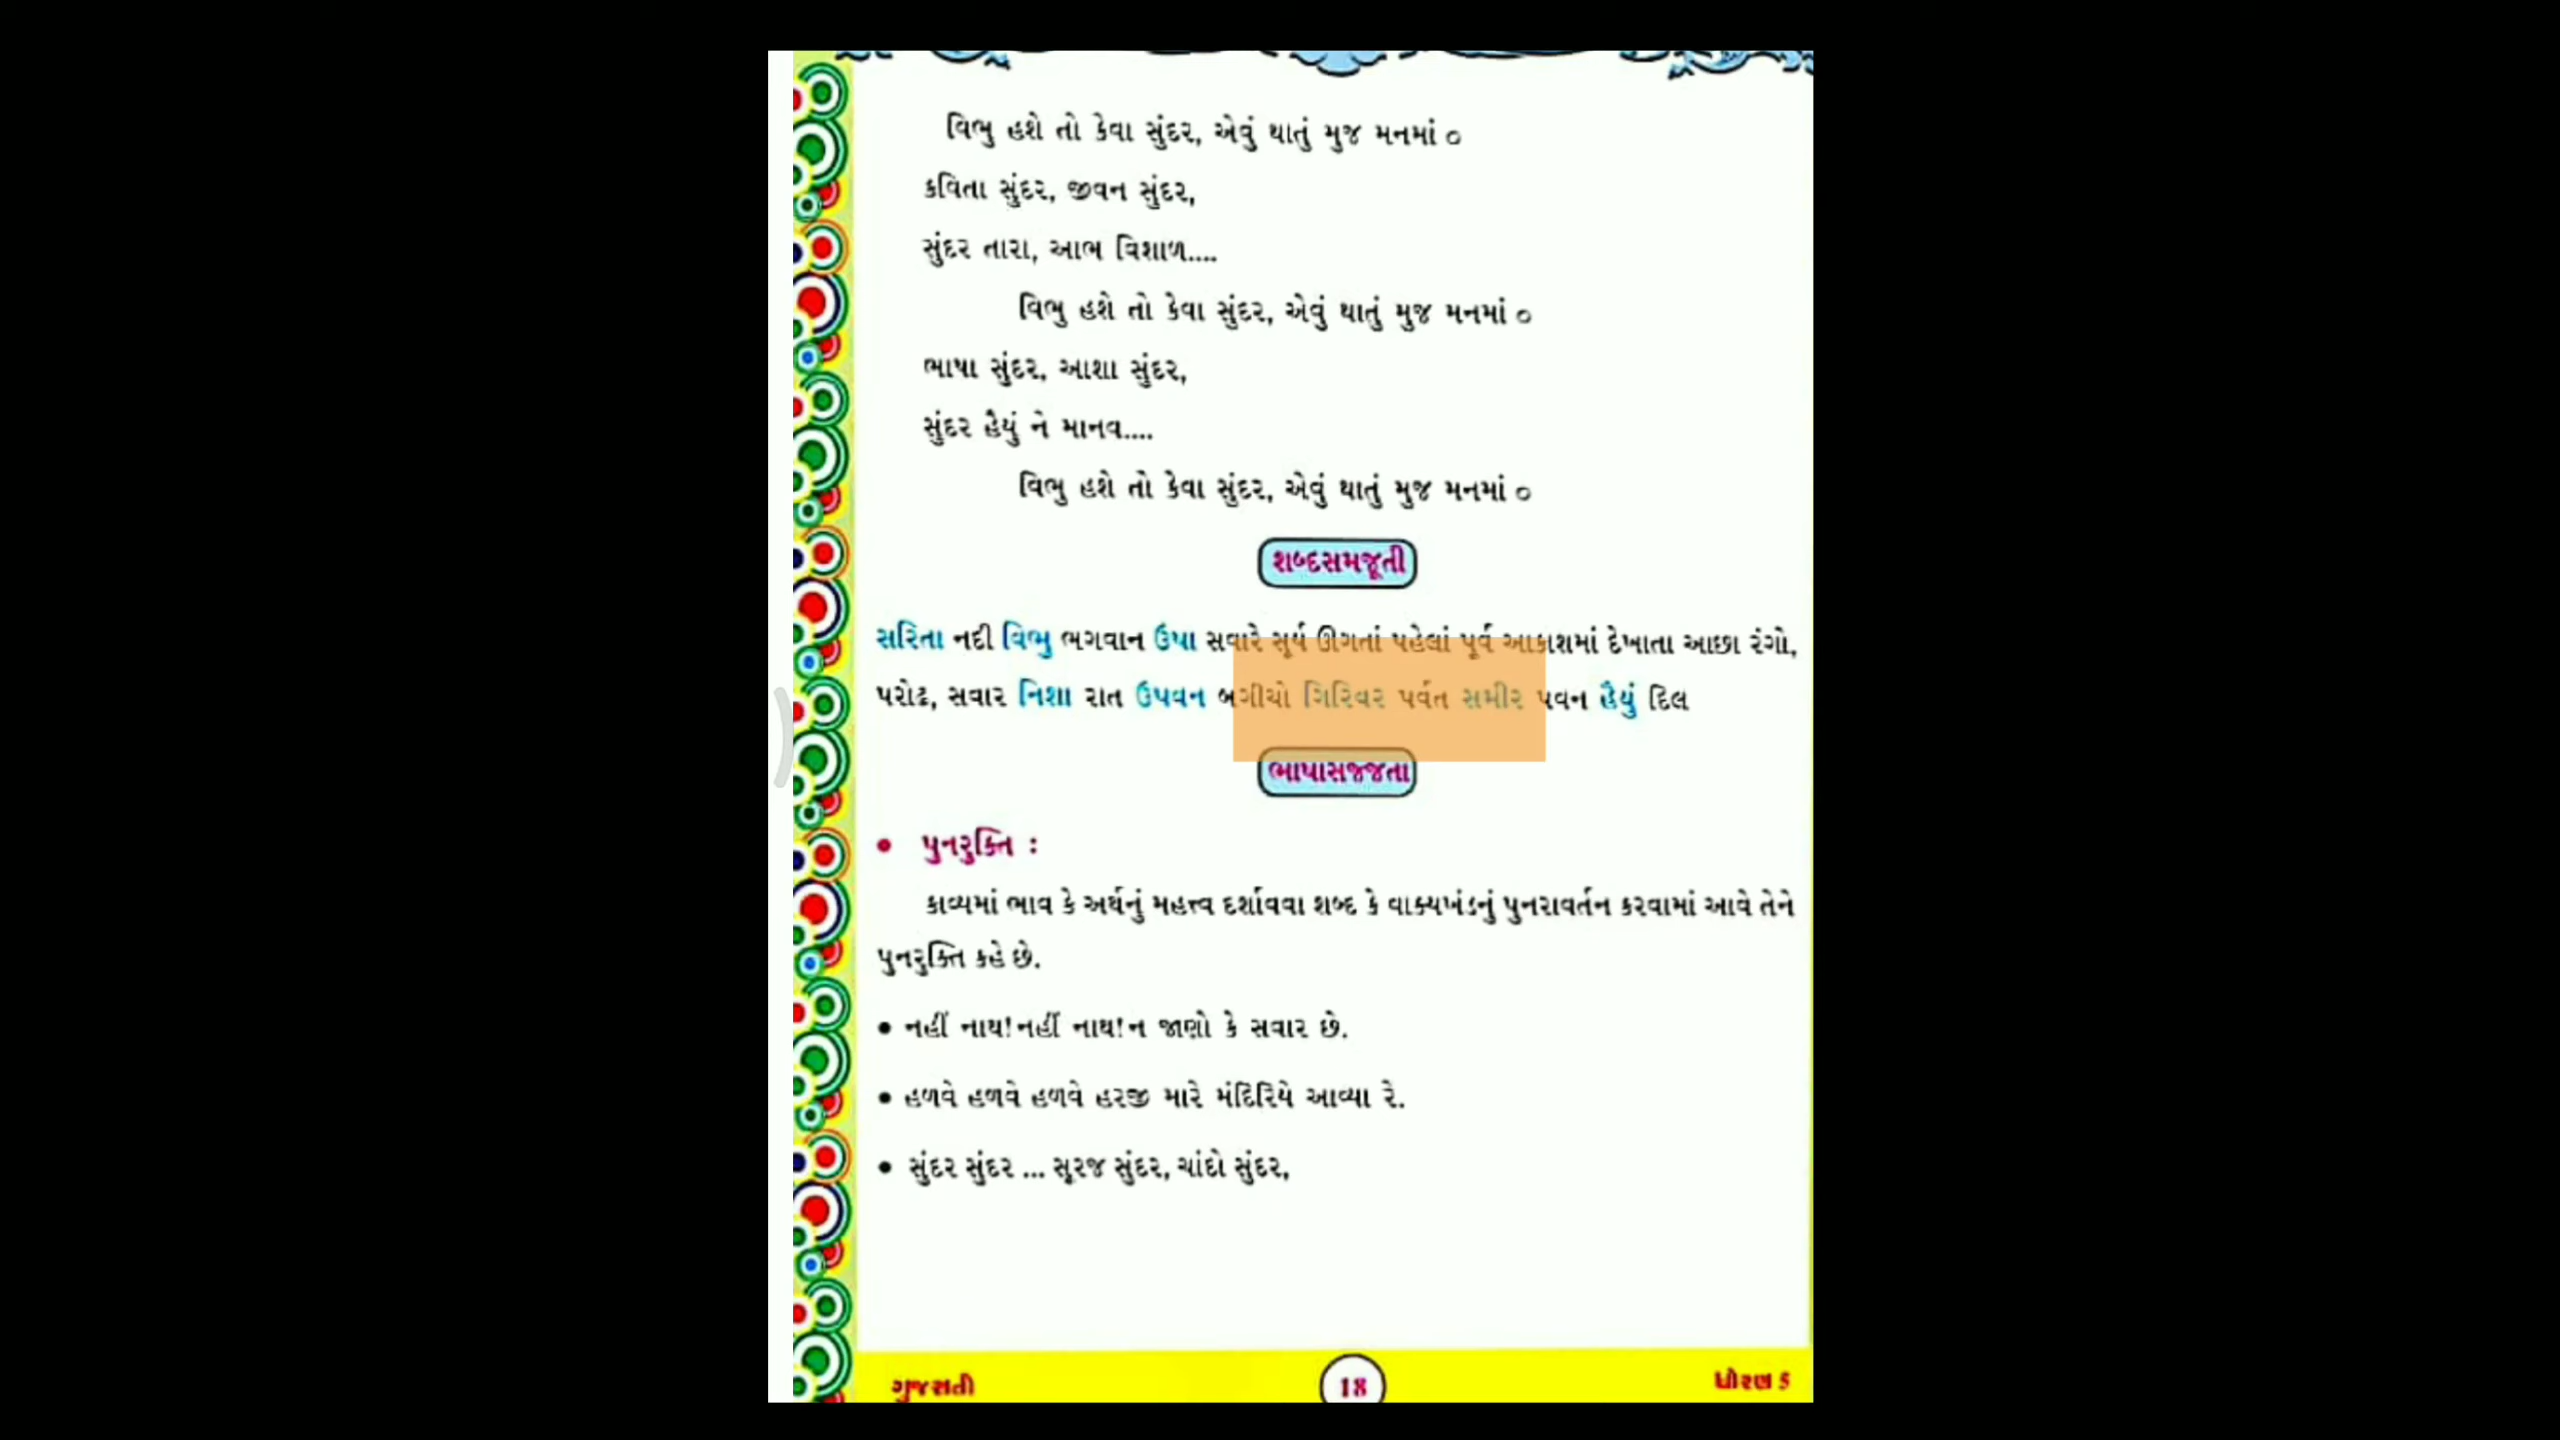 વિભુ હશે તો કેવા સુંદર, એવું થાતું મુજ મનમાં ૦
કવિતા સુંદર, જીવન સુંદર,
સુંદર તારા, આભ વિશાળ....
વિભુ હશે તો કેવા સુંદર, એવું થાતું મુજ મનમાં ૦
ભાષા સુંદર, આશા સુંદર,
સુંદર હૈયું ને માનવ....
વિભુ હશે તો કેવા સુંદર, એવું થાતું મુજ મનમાં ૦
શબ્દસમજૂતી
સરિતા નદી વિભુ ભગવાન ઉષા સવારે સૂર્ય ઊગતાં પહેલાં પૂર્વ આકાશમાં દેખાતા આછા રંગો,
પરોઢ, સવાર નિશા રાત ઉપવન બગીચો ગિરિવર પર્વત સમીર પવન હૈયું દિલ
ભાષાસજ્જતા
• પુનરુક્તિ :
કાવ્યમાં ભાવ કે અર્થનું મહત્ત્વ દર્શાવવા શબ્દ કે વાક્યખંડનું પુનરાવર્તન કરવામાં આવે તેને
પુનરુક્તિ કહે છે.
• નહીં નાથ! નહીં નાથ! ન જાણો કે સવાર છે.
• હળવે હળવે હળવે હરજી મારે મંદિરિયે આવ્યા રે.
• સુંદર સુંદર ... સૂરજ સુંદર, ચાંદો સુંદર,
ગુજરાતી 18 ધોરણ 5